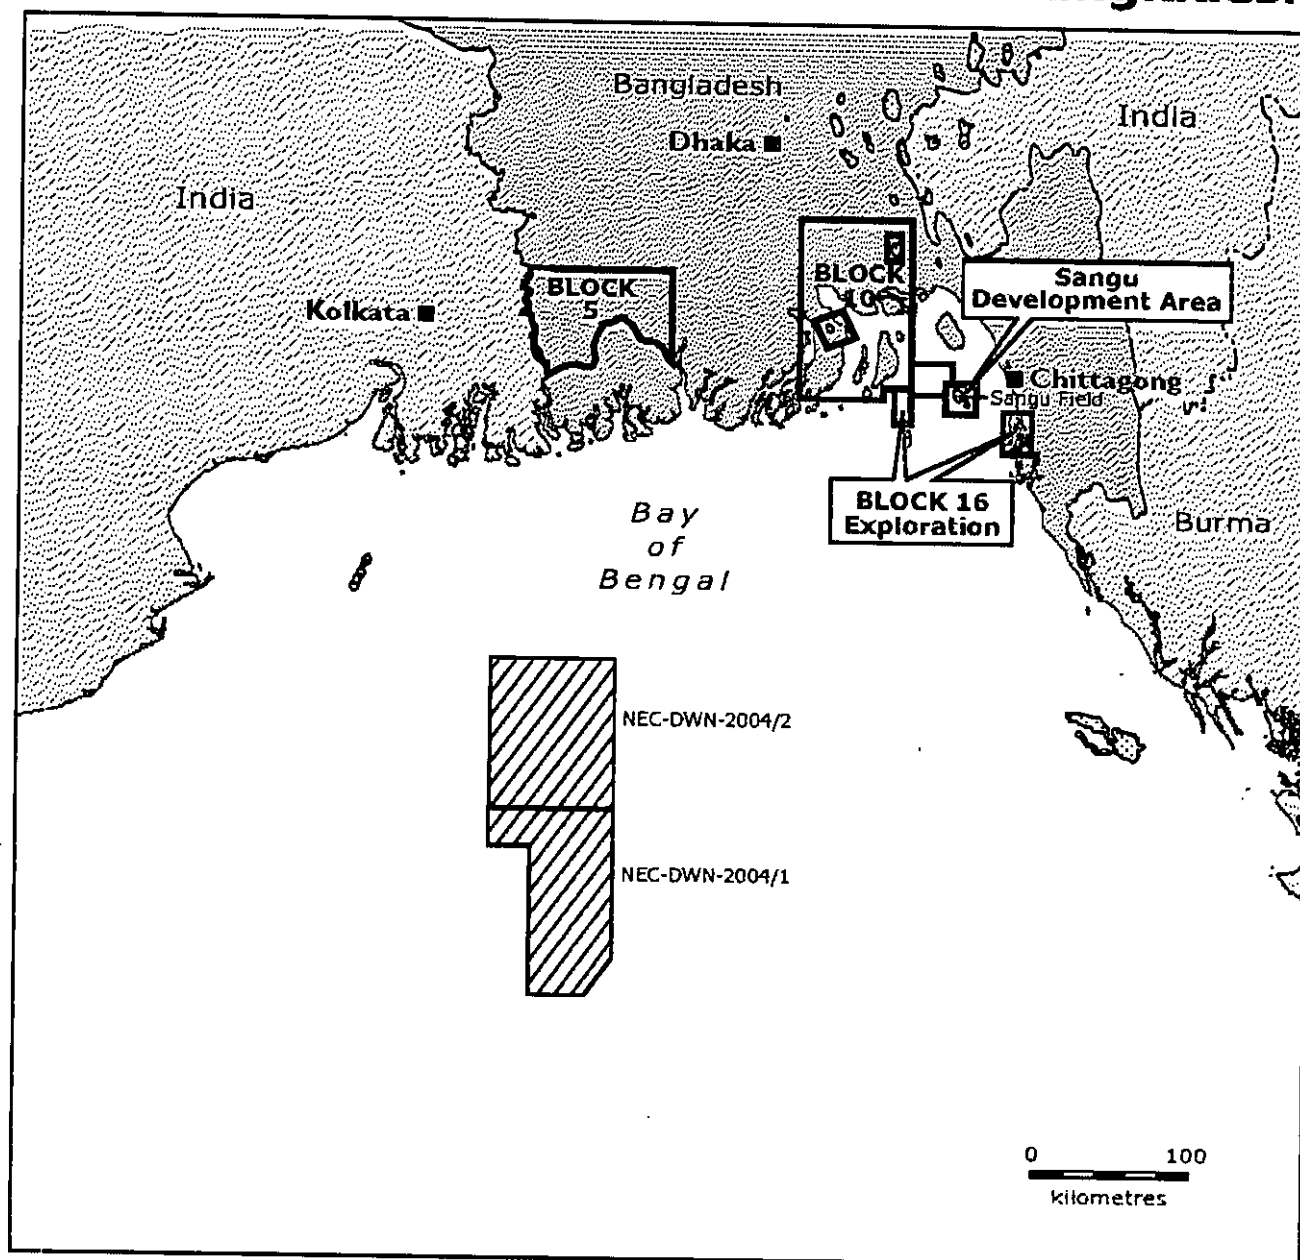 Bangladesh
Dhaka
India
India
BLOCK
5
BLOCK
10
Sangu
Development Area
Kolkata
Chittagong
Sangu Field
BLOCK 16
Exploration
Burma
Bay
of
Bengal
NEC-DWN-2004/2
NEC-DWN-2004/1
0 100
kilometres